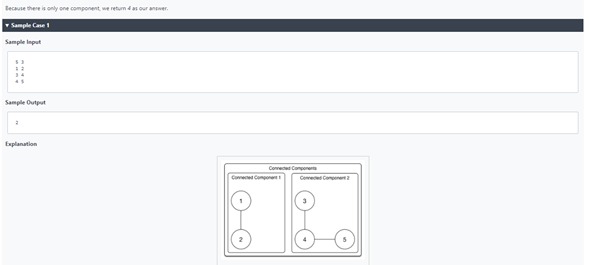 Because there is only one component, we return 4 as our answer.
▼ Sample Case 1
Sample Input
5 3
1 2
3 4
4 5
Sample Output
2
Explanation
Connected Components
Connected Component 1
Connected Component 2
1
3
2
4
5